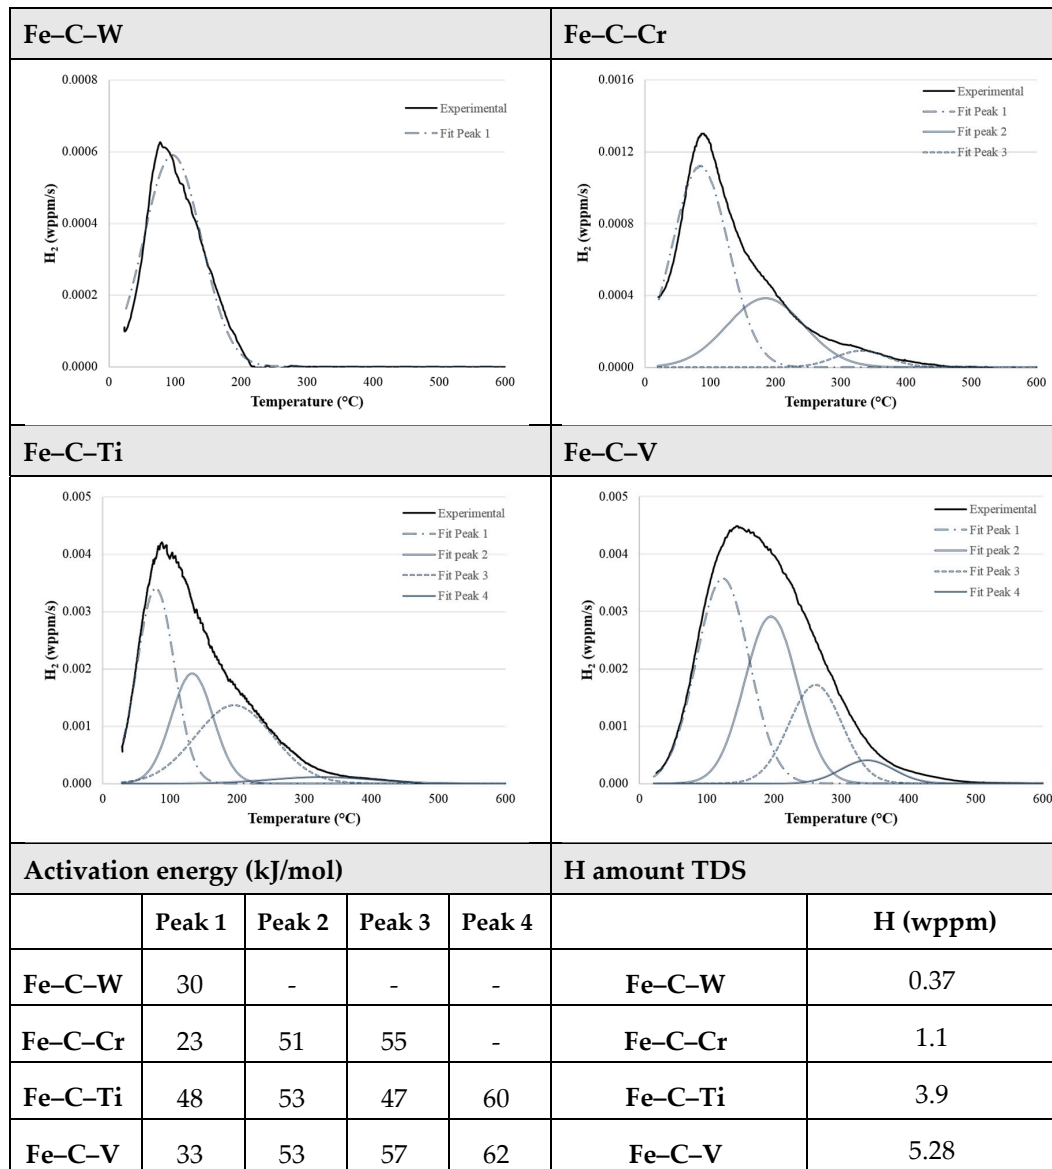 Fe–C–W
Fe–C–Cr
0.0008
0.0006
0.0004
0.0002
0.0000
H₂ (wppm/s)
Experimental
Fit Peak 1
0 100 200 300 400 500 600
Temperature (°C)
0.0016
0.0012
0.0008
0.0004
0.0000
H₂ (wppm/s)
Experimental
Fit Peak 1
Fit peak 2
Fit Peak 3
0 100 200 300 400 500 600
Temperature (°C)
Fe–C–Ti
Fe–C–V
0.005
0.004
0.003
0.002
0.001
0.000
H₂ (wppm/s)
Experimental
Fit Peak 1
Fit peak 2
Fit Peak 3
Fit Peak 4
0 100 200 300 400 500 600
Temperature (°C)
0.005
0.004
0.003
0.002
0.001
0.000
H₂ (wppm/s)
Experimental
Fit Peak 1
Fit peak 2
Fit Peak 3
Fit Peak 4
0 100 200 300 400 500 600
Temperature (°C)
Activation energy (kJ/mol)
H amount TDS
Peak 1 Peak 2 Peak 3 Peak 4 H (wppm)
Fe–C–W 30 - - - Fe–C–W 0.37
Fe–C–Cr 23 51 55 - Fe–C–Cr 1.1
Fe–C–Ti 48 53 47 60 Fe–C–Ti 3.9
Fe–C–V 33 53 57 62 Fe–C–V 5.28